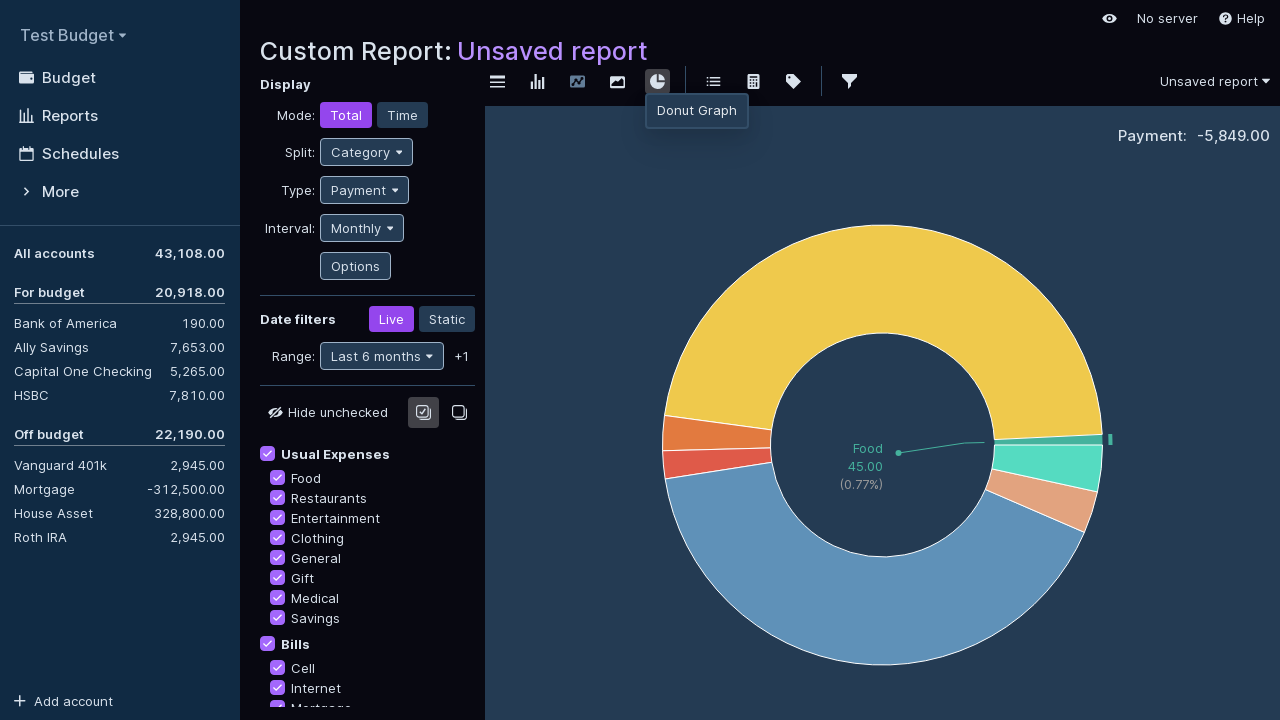 Test Budget
Budget
Reports
Schedules
More
All accounts 43,108.00
For budget 20,918.00
Bank of America 190.00
Ally Savings 7,653.00
Capital One Checking 5,265.00
HSBC 7,810.00
Off budget 22,190.00
Vanguard 401k 2,945.00
Mortgage -312,500.00
House Asset 328,800.00
Roth IRA 2,945.00
Add account
No server Help
Custom Report: Unsaved report
Display
Mode: Total Time
Split: Category
Type: Payment
Interval: Monthly
Options
Date filters Live Static
Range: Last 6 months +1
Hide unchecked
Usual Expenses
Food
Restaurants
Entertainment
Clothing
General
Gift
Medical
Savings
Bills
Cell
Internet
Mortgage
Unsaved report
Donut Graph
Payment: -5,849.00
Food
45.00
(0.77%)